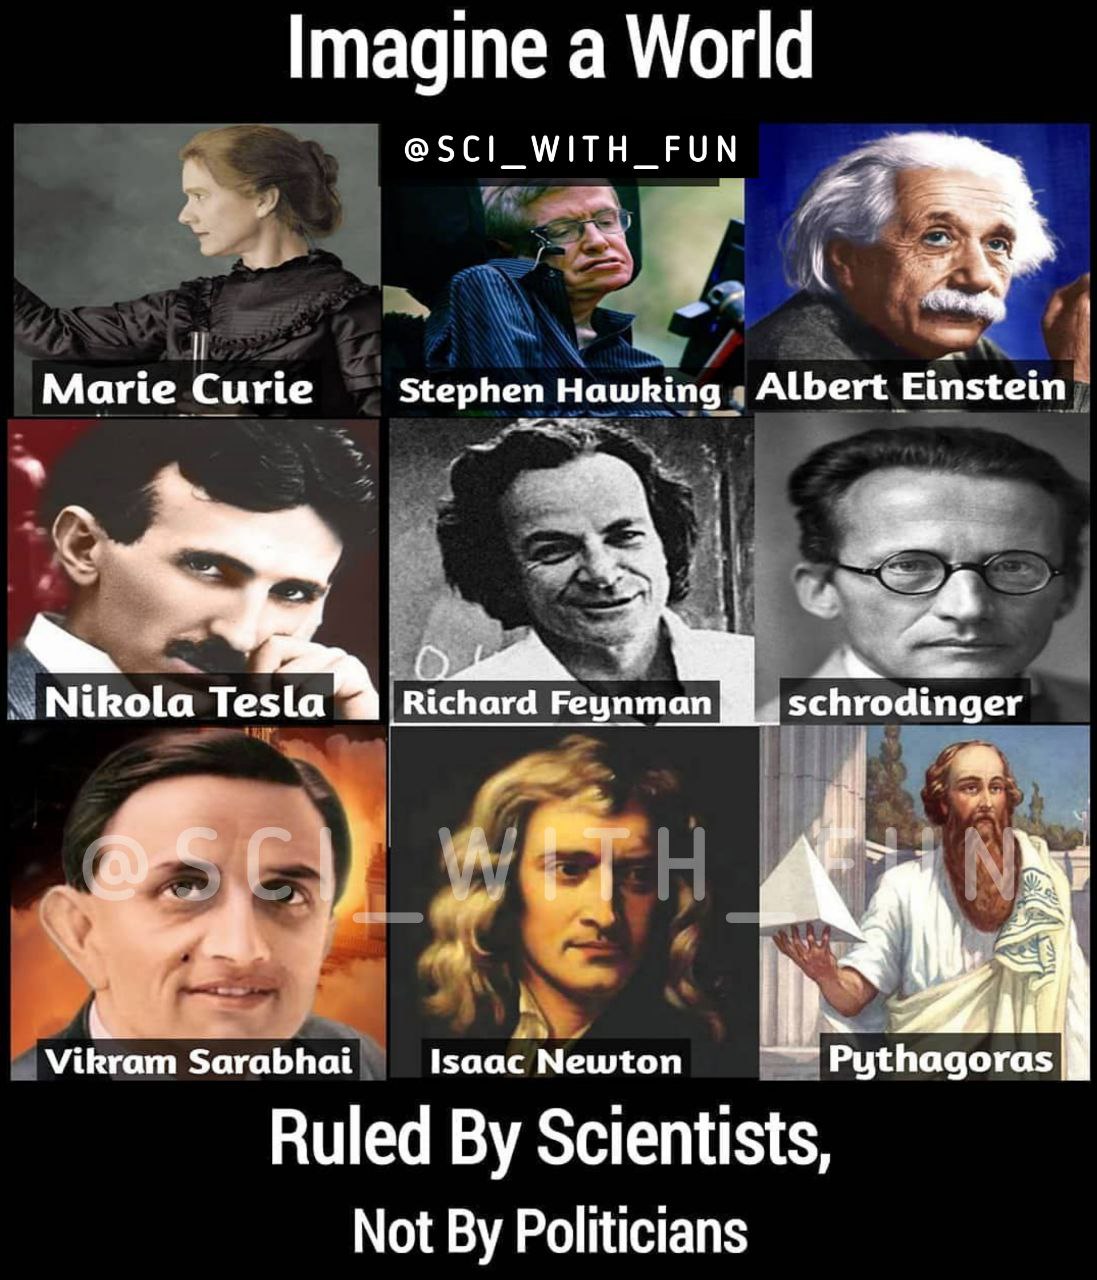 Imagine a World
@SCI_WITH_FUN
Marie Curie
Stephen Hawking
Albert Einstein
Nikola Tesla
Richard Feynman
schrodinger
@SCI_WITH_FUN
Vikram Sarabhai
Isaac Newton
Pythagoras
Ruled By Scientists,
Not By Politicians